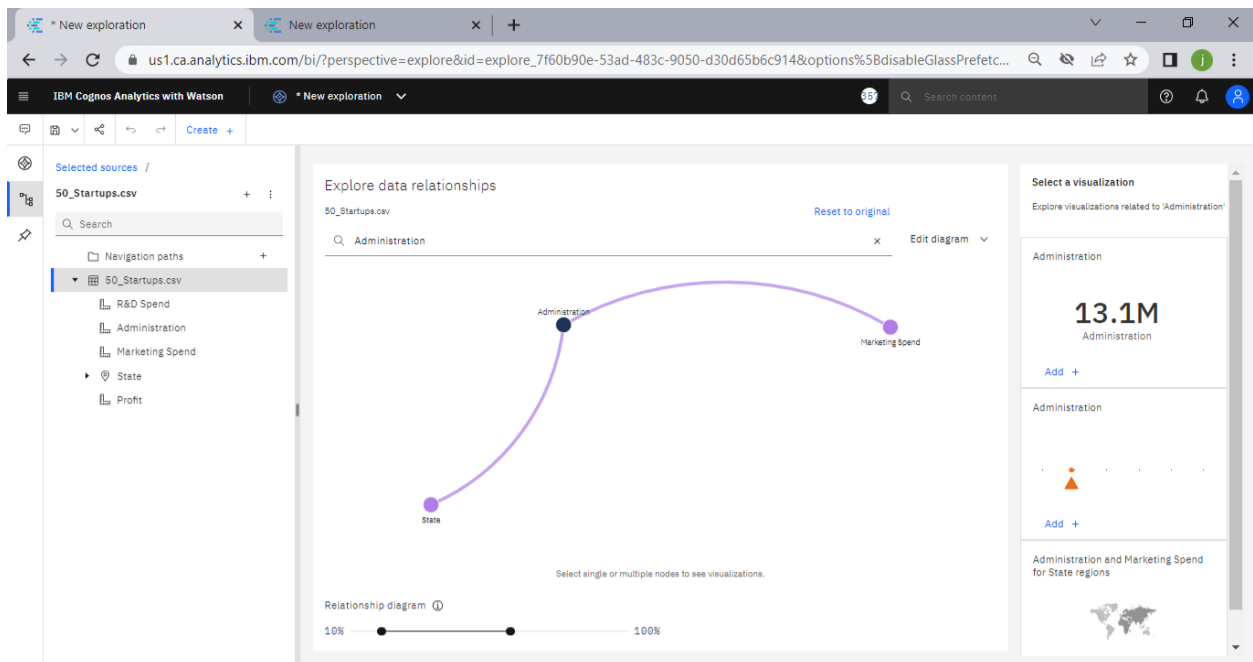 * New exploration
New exploration
us1.ca.analytics.ibm.com/bi/?perspective=explore&id=explore_7f60b90e-53ad-483c-9050-d30d65b6c914&options%5BdisableGlassPrefetc...
j
IBM Cognos Analytics with Watson
* New exploration
Search content
Create +
Selected sources /
50_Startups.csv
Search
Navigation paths
50_Startups.csv
R&D Spend
Administration
Marketing Spend
State
Profit
Explore data relationships
50_Startups.csv
Reset to original
Administration
Edit diagram
Administration
Marketing Spend
State
Select single or multiple nodes to see visualizations.
Relationship diagram
10%
100%
Select a visualization
Explore visualizations related to 'Administration'
Administration
13.1M
Administration
Add +
Administration
Add +
Administration and Marketing Spend
for State regions